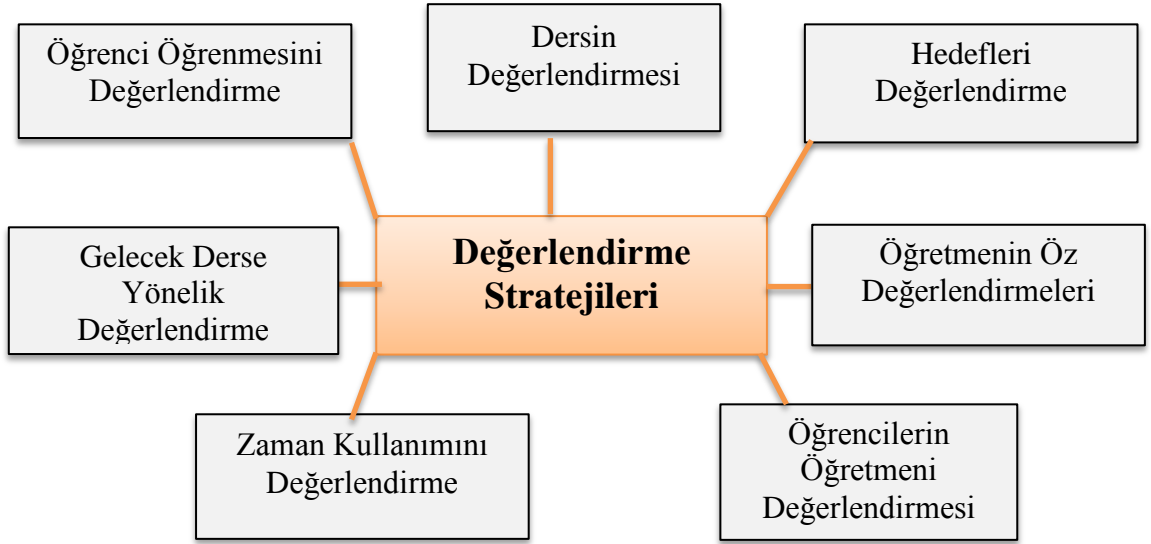 Öğrenci Öğrenmesini
Değerlendirme
Dersin
Değerlendirmesi
Hedefleri
Değerlendirme
Gelecek Derse
Yönelik
Değerlendirme
Değerlendirme
Stratejileri
Öğretmenin Öz
Değerlendirmeleri
Zaman Kullanımını
Değerlendirme
Öğrencilerin
Öğretmeni
Değerlendirmesi